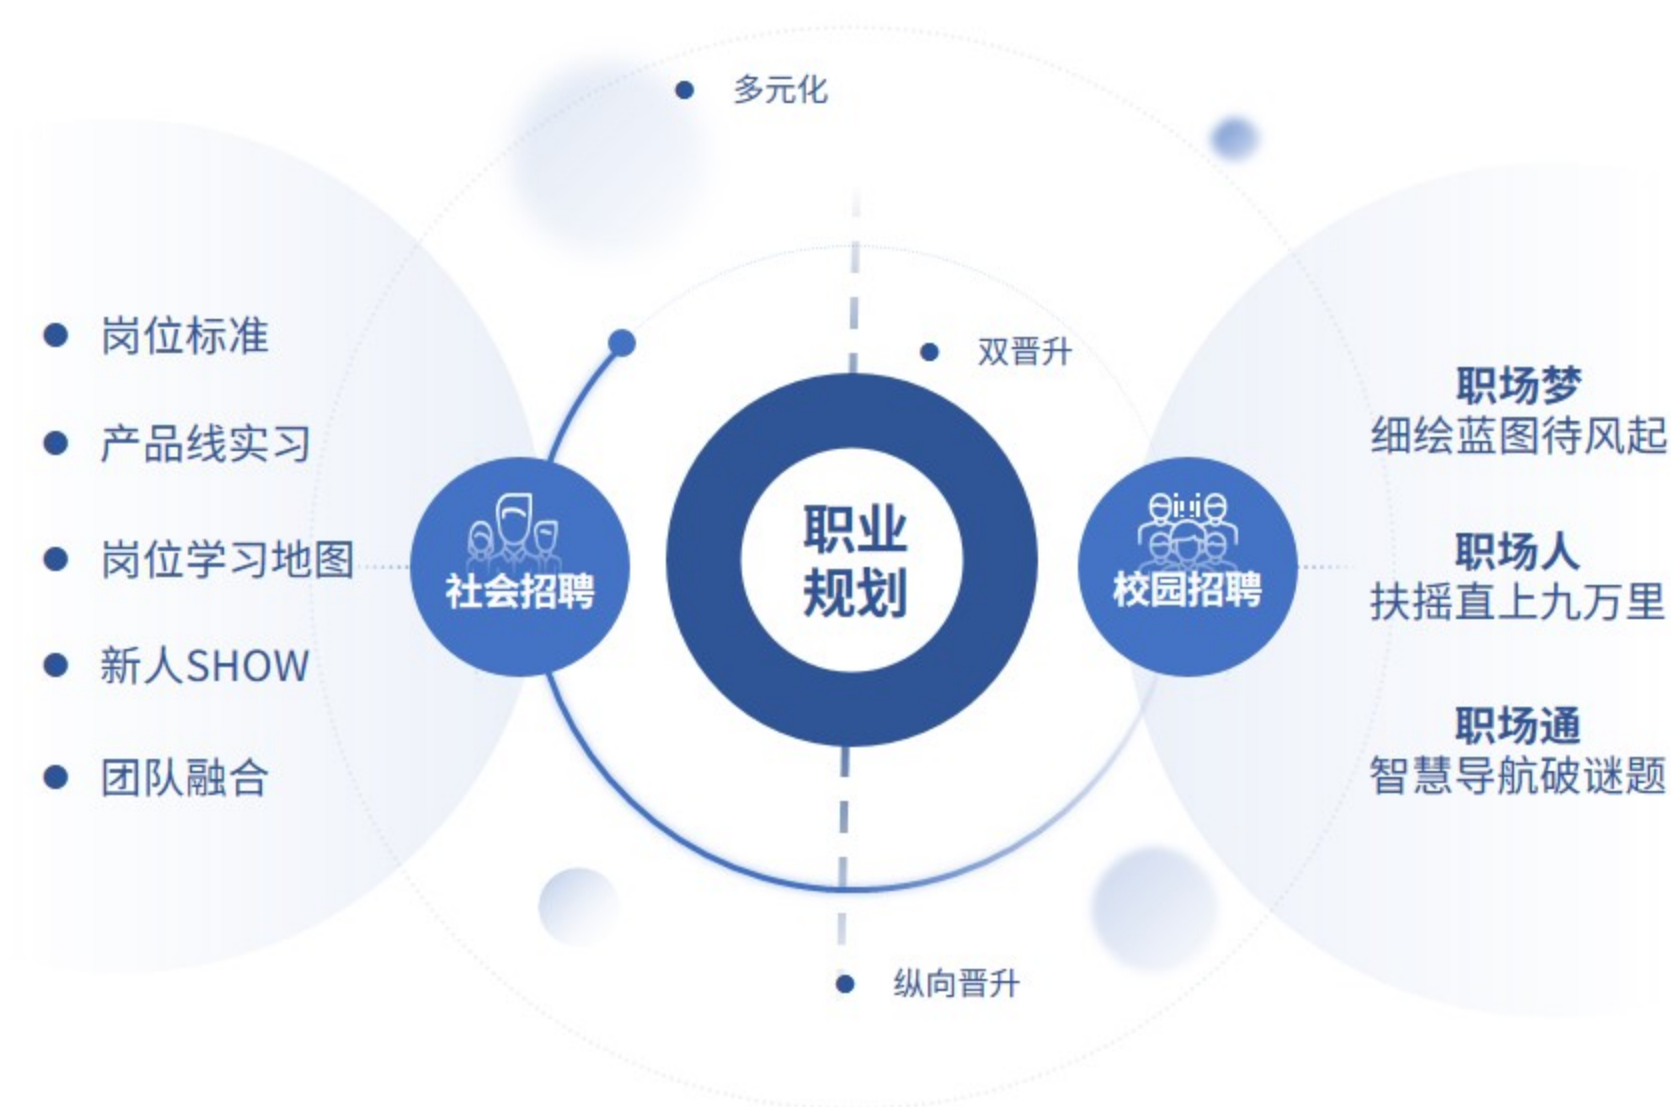 多元化
双晋升
岗位标准
产品线实习
岗位学习地图
新人SHOW
团队融合
社会招聘
职业
规划
校园招聘
职场梦
细绘蓝图待风起
职场人
扶摇直上九万里
职场通
智慧导航破谜题
纵向晋升